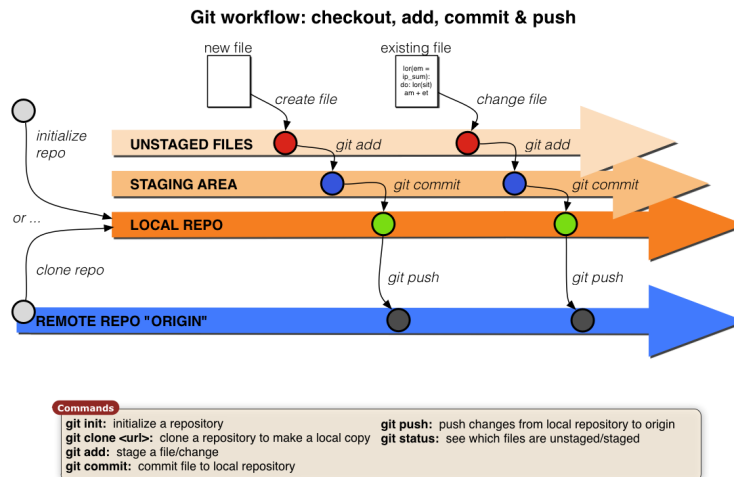 Git workflow: checkout, add, commit & push
new file
existing file
lor(em =
ip_sum):
do: lor(sit)
am + et
create file
change file
initialize
repo
UNSTAGED FILES
git add
git add
STAGING AREA
git commit
git commit
or ...
LOCAL REPO
clone repo
git push
git push
REMOTE REPO "ORIGIN"
Commands
git init: initialize a repository
git clone <url>: clone a repository to make a local copy
git add: stage a file/change
git commit: commit file to local repository
git push: push changes from local repository to origin
git status: see which files are unstaged/staged